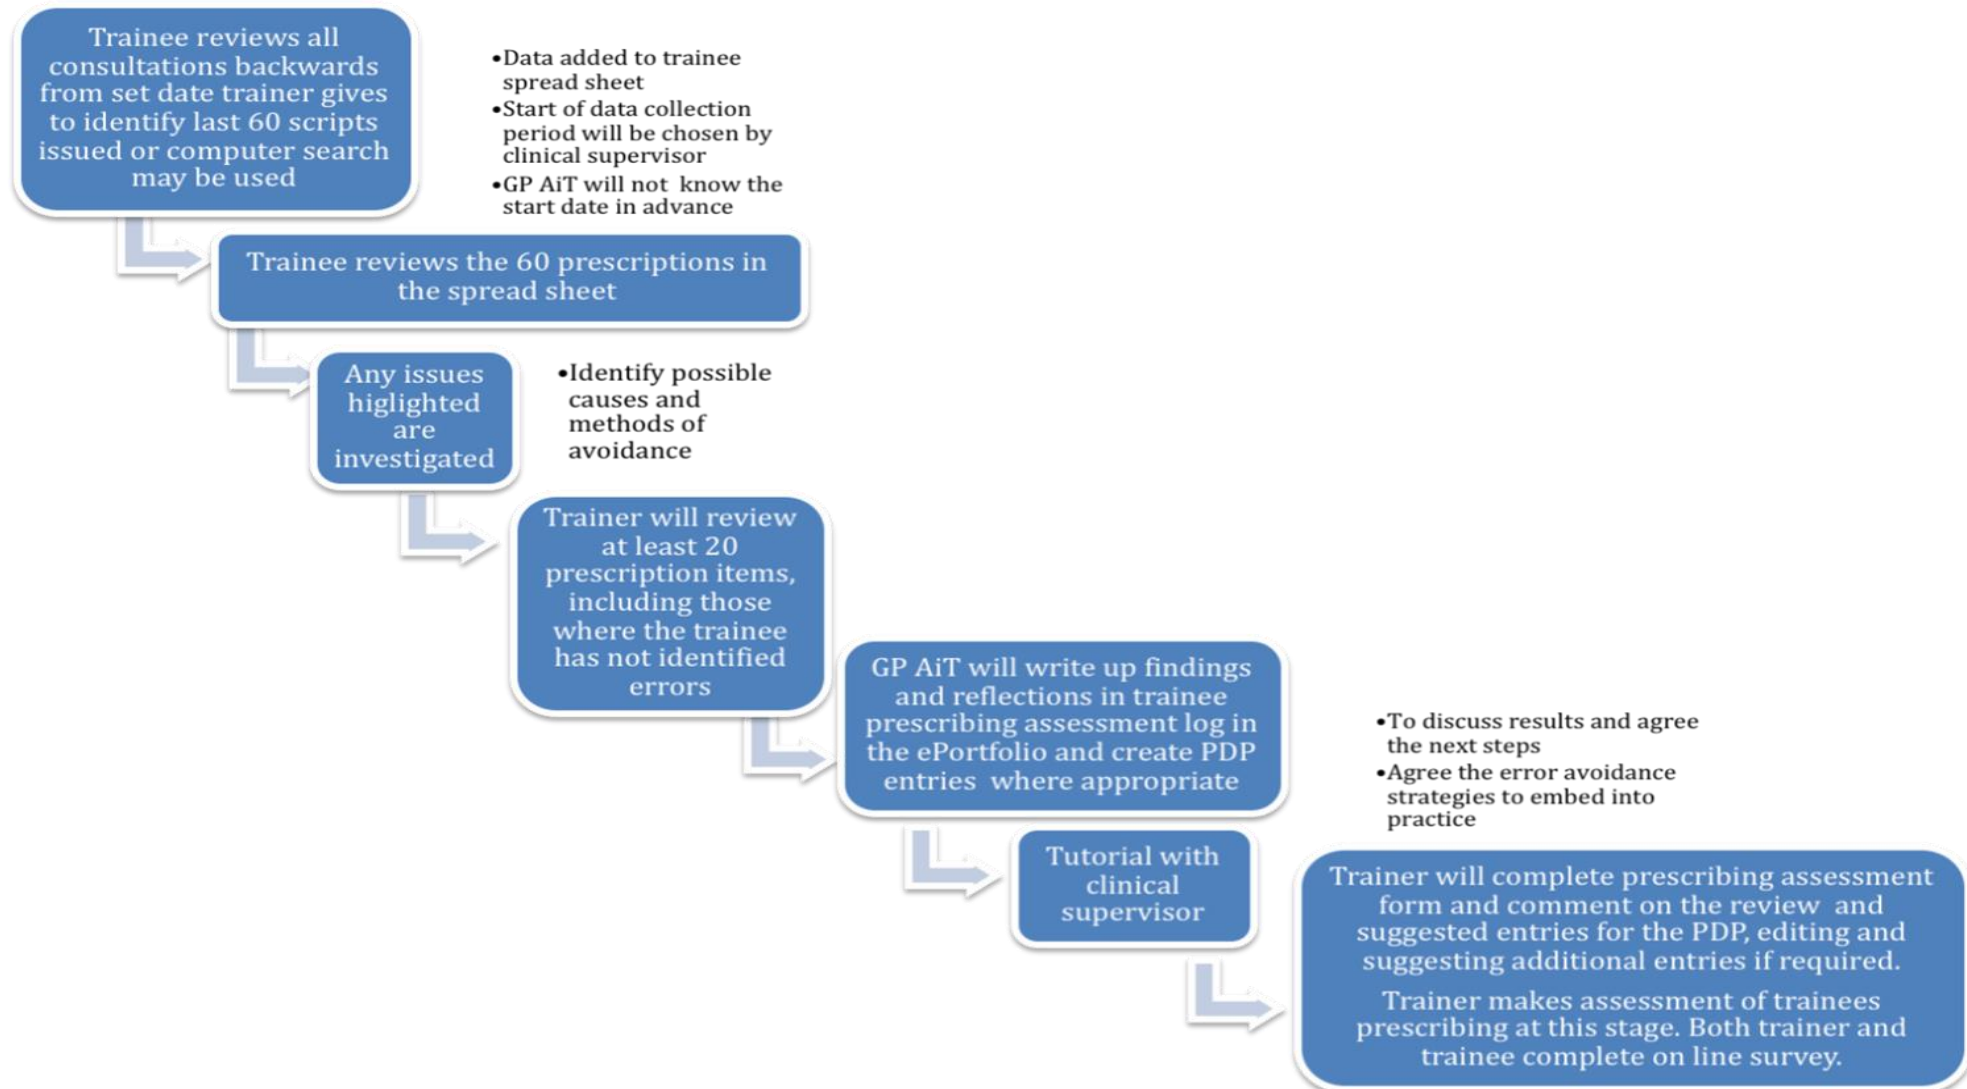 Trainee reviews all
consultations backwards
from set date trainer gives
to identify last 60 scripts
issued or computer search
may be used
•Data added to trainee
spread sheet
•Start of data collection
period will be chosen by
clinical supervisor
•GP AiT will not know the
start date in advance
Trainee reviews the 60 prescriptions in
the spread sheet
Any issues
higlighted
are
investigated
•Identify possible
causes and
methods of
avoidance
Trainer will review
at least 20
prescription items,
including those
where the trainee
has not identified
errors
GP AiT will write up findings
and reflections in trainee
prescribing assessment log in
the ePortfolio and create PDP
entries where appropriate
Tutorial with
clinical
supervisor
•To discuss results and agree
the next steps
•Agree the error avoidance
strategies to embed into
practice
Trainer will complete prescribing assessment
form and comment on the review and
suggested entries for the PDP, editing and
suggesting additional entries if required.
Trainer makes assessment of trainees
prescribing at this stage. Both trainer and
trainee complete on line survey.